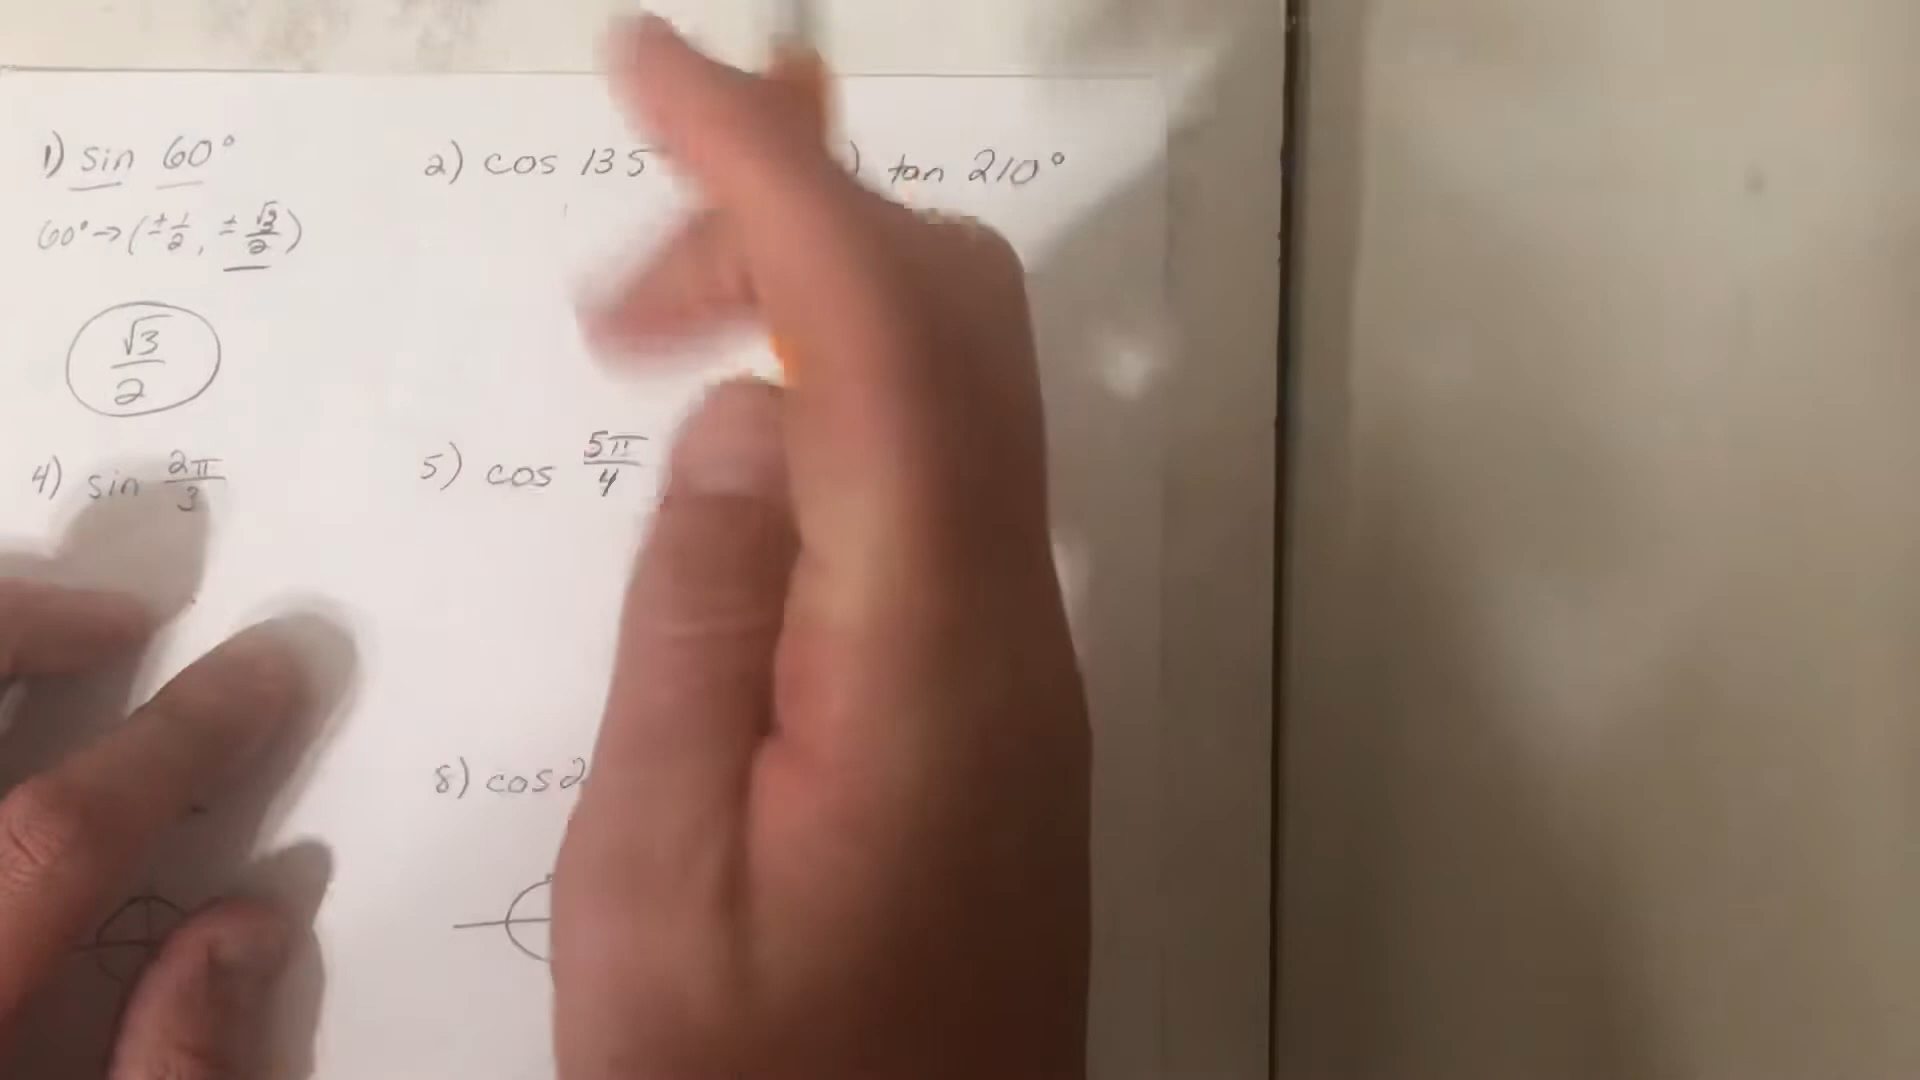 1) sin 60°
60° → (± 1/2, ± √3/2)
√3/2
2) cos 135
) tan 210°
4) sin 2π/3
5) cos 5π/4
8) cos 2